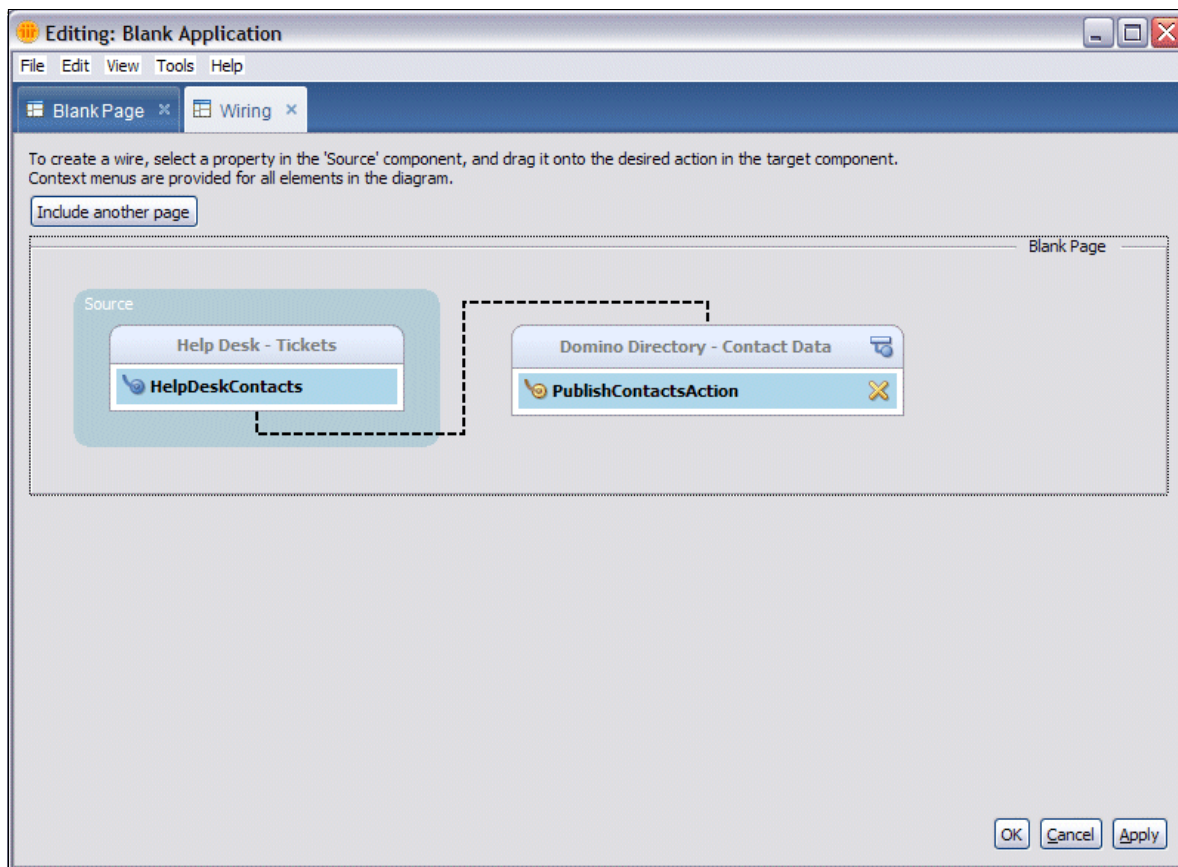 Editing: Blank Application
File Edit View Tools Help
Blank Page Wiring
To create a wire, select a property in the 'Source' component, and drag it onto the desired action in the target component.
Context menus are provided for all elements in the diagram.
Include another page
Blank Page
Source
Help Desk - Tickets Domino Directory - Contact Data
HelpDeskContacts PublishContactsAction
OK Cancel Apply